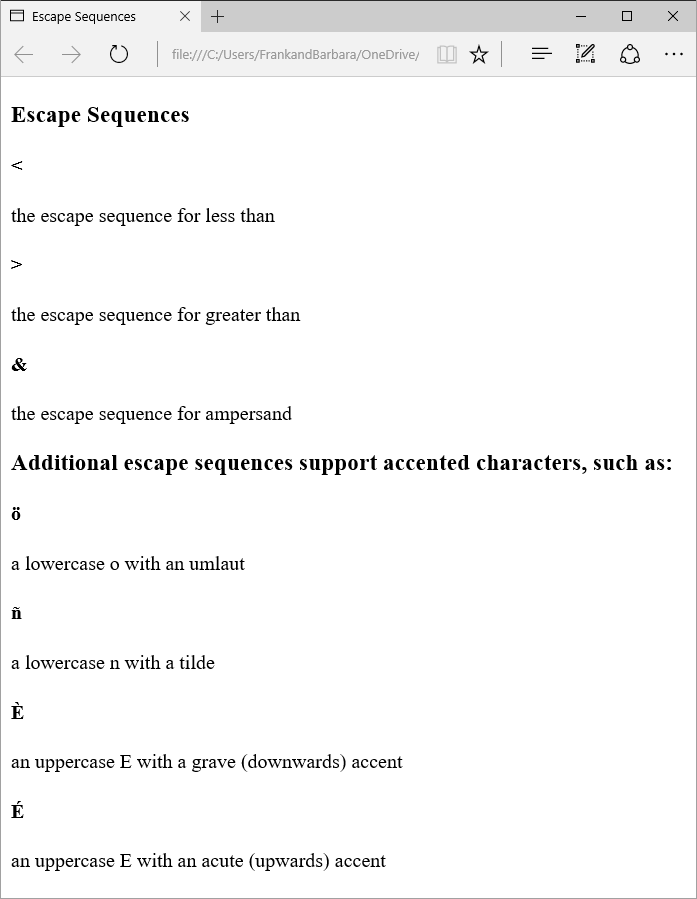 Escape Sequences
file:///C:/Users/FrankandBarbara/OneDrive/
Escape Sequences
<
the escape sequence for less than
>
the escape sequence for greater than
&
the escape sequence for ampersand
Additional escape sequences support accented characters, such as:
ö
a lowercase o with an umlaut
ñ
a lowercase n with a tilde
È
an uppercase E with a grave (downwards) accent
É
an uppercase E with an acute (upwards) accent